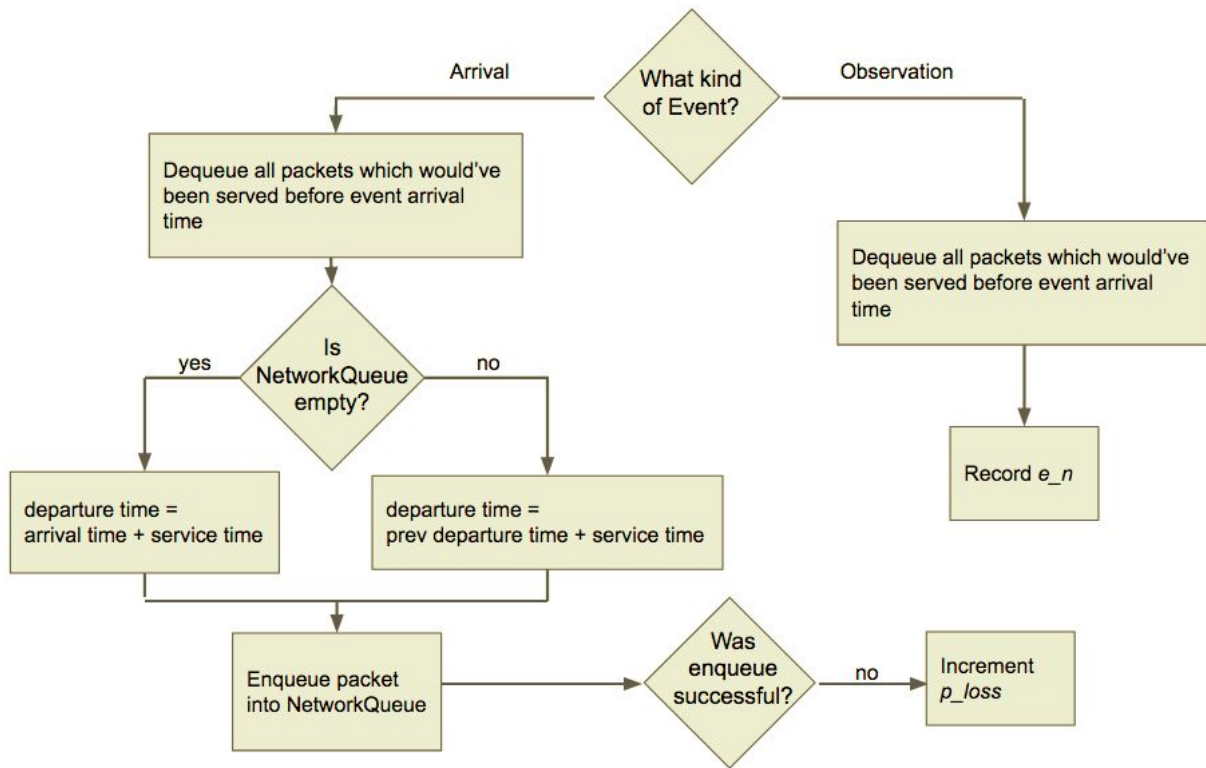 What kind
of Event?
Arrival
Observation
Dequeue all packets which would've
been served before event arrival
time
Dequeue all packets which would've
been served before event arrival
time
Is
NetworkQueue
empty?
yes
no
departure time =
arrival time + service time
departure time =
prev departure time + service time
Record e_n
Enqueue packet
into NetworkQueue
Was
enqueue
successful?
no
Increment
p_loss